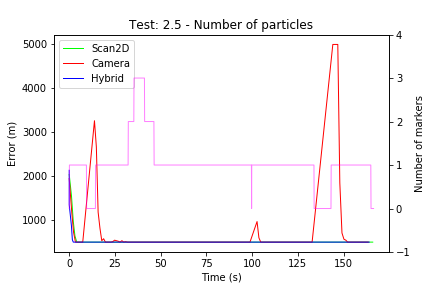 Test: 2.5 - Number of particles
Scan2D
Camera
Hybrid
5000
4000
3000
2000
1000
Error (m)
4
3
2
1
0
−1
Number of markers
0 25 50 75 100 125 150
Time (s)